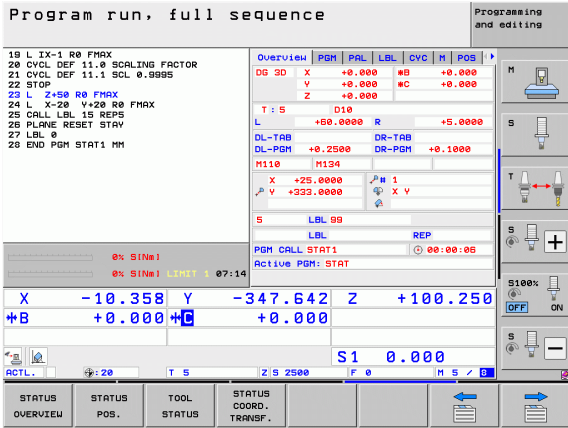 Program run, full sequence
Programming and editing
19 L IX-1 R0 FMAX
20 CYCL DEF 11.0 SCALING FACTOR
21 CYCL DEF 11.1 SCL 0.9995
22 STOP
23 L Z+50 R0 FMAX
24 L X-20 Y+20 R0 FMAX
25 CALL LBL 15 REP5
26 PLANE RESET STAY
27 LBL 0
28 END PGM STAT1 MM
0% S[Nm]
0% S[Nm] LIMIT 1 07:14
Overview PGM PAL LBL CYC M POS
DG 3D X +0.000 *B +0.000
Y +0.000 *C +0.000
Z +0.000
T : 5 D10
L +60.0000 R +5.0000
DL-TAB DR-TAB
DL-PGM +0.2500 DR-PGM +0.1000
M110 M134
X +25.0000 # 1
Y +333.0000 X Y
5 LBL 99
LBL REP
PGM CALL STAT1 00:00:06
Active PGM: STAT
X -10.358 Y -347.642 Z +100.250
B +0.000 C +0.000
S1 0.000
ACTL. :20 T 5 Z S 2500 F 0 M 5 / 8
STATUS OVERVIEW
STATUS POS.
TOOL STATUS
STATUS COORD. TRANSF.
M
S
T
S
S100%
OFF ON
S